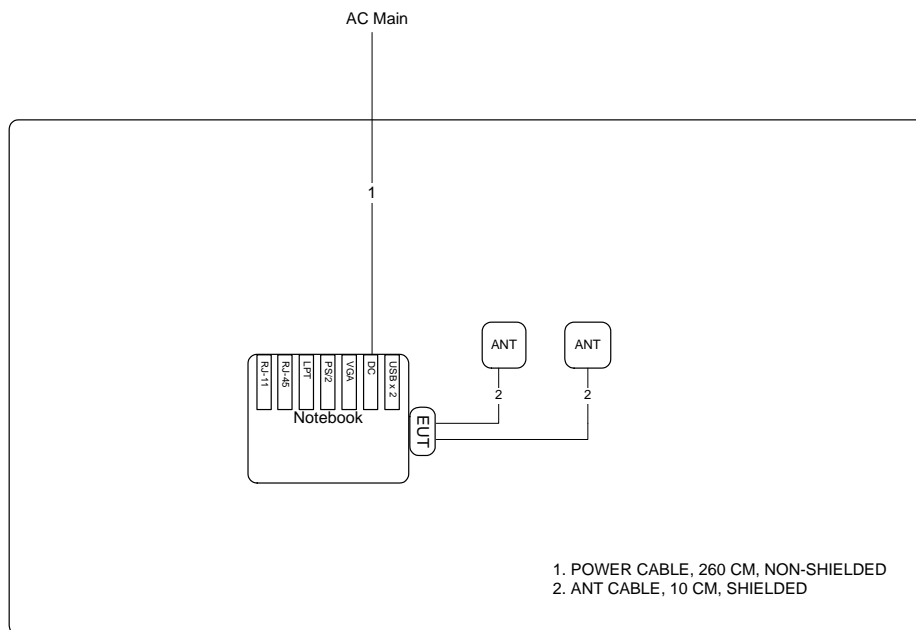 AC Main
1
ANT
ANT
2
2
RJ-11
RJ-45
LPT
PS/2
VGA
DC
USB x 2
Notebook
EUT
1. POWER CABLE, 260 CM, NON-SHIELDED
2. ANT CABLE, 10 CM, SHIELDED